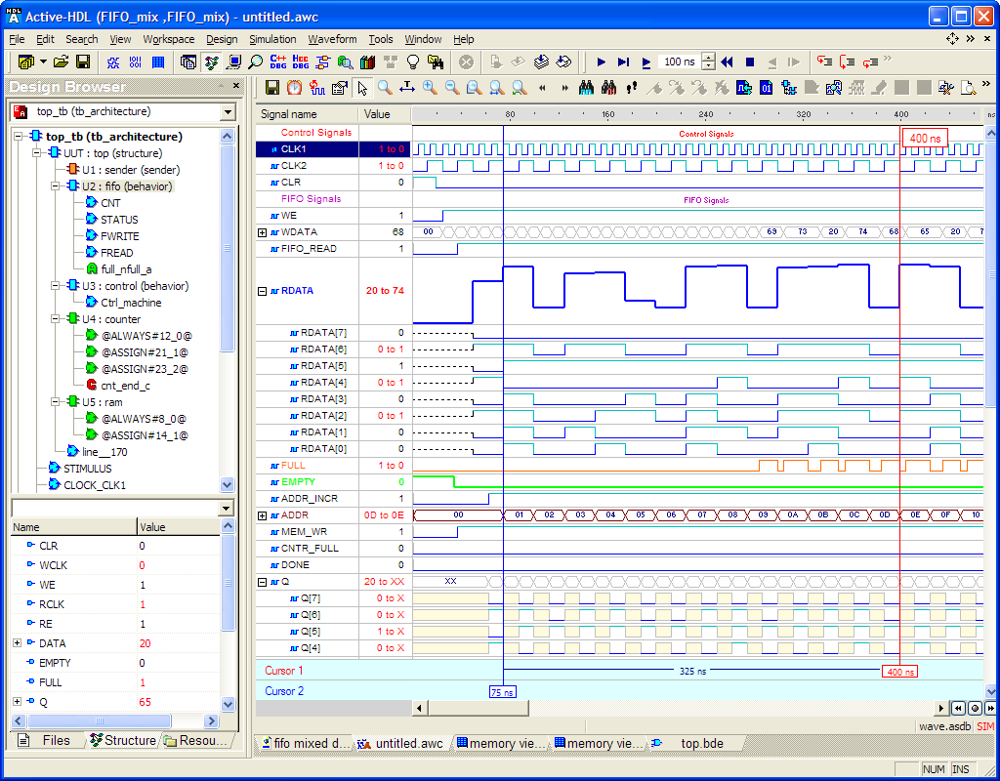 Active-HDL (FIFO_mix ,FIFO_mix) - untitled.awc
File Edit Search View Workspace Design Simulation Waveform Tools Window Help
C++ DBG HEE DBG 100 ns
Design Browser
top_tb (tb_architecture)
top_tb (tb_architecture)
UUT : top (structure)
U1 : sender (sender)
U2 : fifo (behavior)
CNT
STATUS
FWRITE
FREAD
full_nfull_a
U3 : control (behavior)
Ctrl_machine
U4 : counter
@ALWAYS#12_0@
@ASSIGN#21_1@
@ASSIGN#23_2@
cnt_end_c
U5 : ram
@ALWAYS#8_0@
@ASSIGN#14_1@
line__170
STIMULUS
CLOCK_CLK1
Name Value
CLR 0
WCLK 0
WE 1
RCLK 1
RE 1
DATA 20
EMPTY 0
FULL 1
Q 65
Files Structure Resou...
Signal name Value 80 160 240 320 400 ns
Control Signals Control Signals 400 ns
CLK1 1 to 0
CLK2 1 to 0
CLR 0
FIFO Signals FIFO Signals
WE 1
WDATA 68 00 69 73 20 74 68 65 20 7
FIFO_READ 1
RDATA 20 to 74
RDATA[7] 0
RDATA[6] 0 to 1
RDATA[5] 1
RDATA[4] 0 to 1
RDATA[3] 0
RDATA[2] 0 to 1
RDATA[1] 0
RDATA[0] 0
FULL 1 to 0
EMPTY 0
ADDR_INCR 1
ADDR 0D to 0E 00 01 02 03 04 05 06 07 08 09 0A 0B 0C 0D 0E 0F 10
MEM_WR 1
CNTR_FULL 0
DONE 0
Q 20 to XX XX
Q[7] 0 to X
Q[6] 0 to X
Q[5] 1 to X
Q[4] 0 to X
Cursor 1 325 ns 400 ns
Cursor 2 75 ns
wave.asdb SIM
fifo mixed d... untitled.awc memory vie... memory vie... top.bde
NUM INS